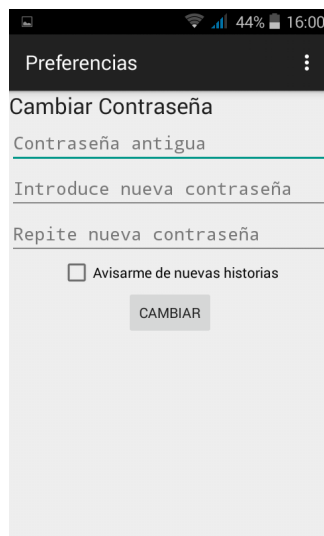 44% 16:00
Preferencias
Cambiar Contraseña
Contraseña antigua
Introduce nueva contraseña
Repite nueva contraseña
Avisarme de nuevas historias
CAMBIAR